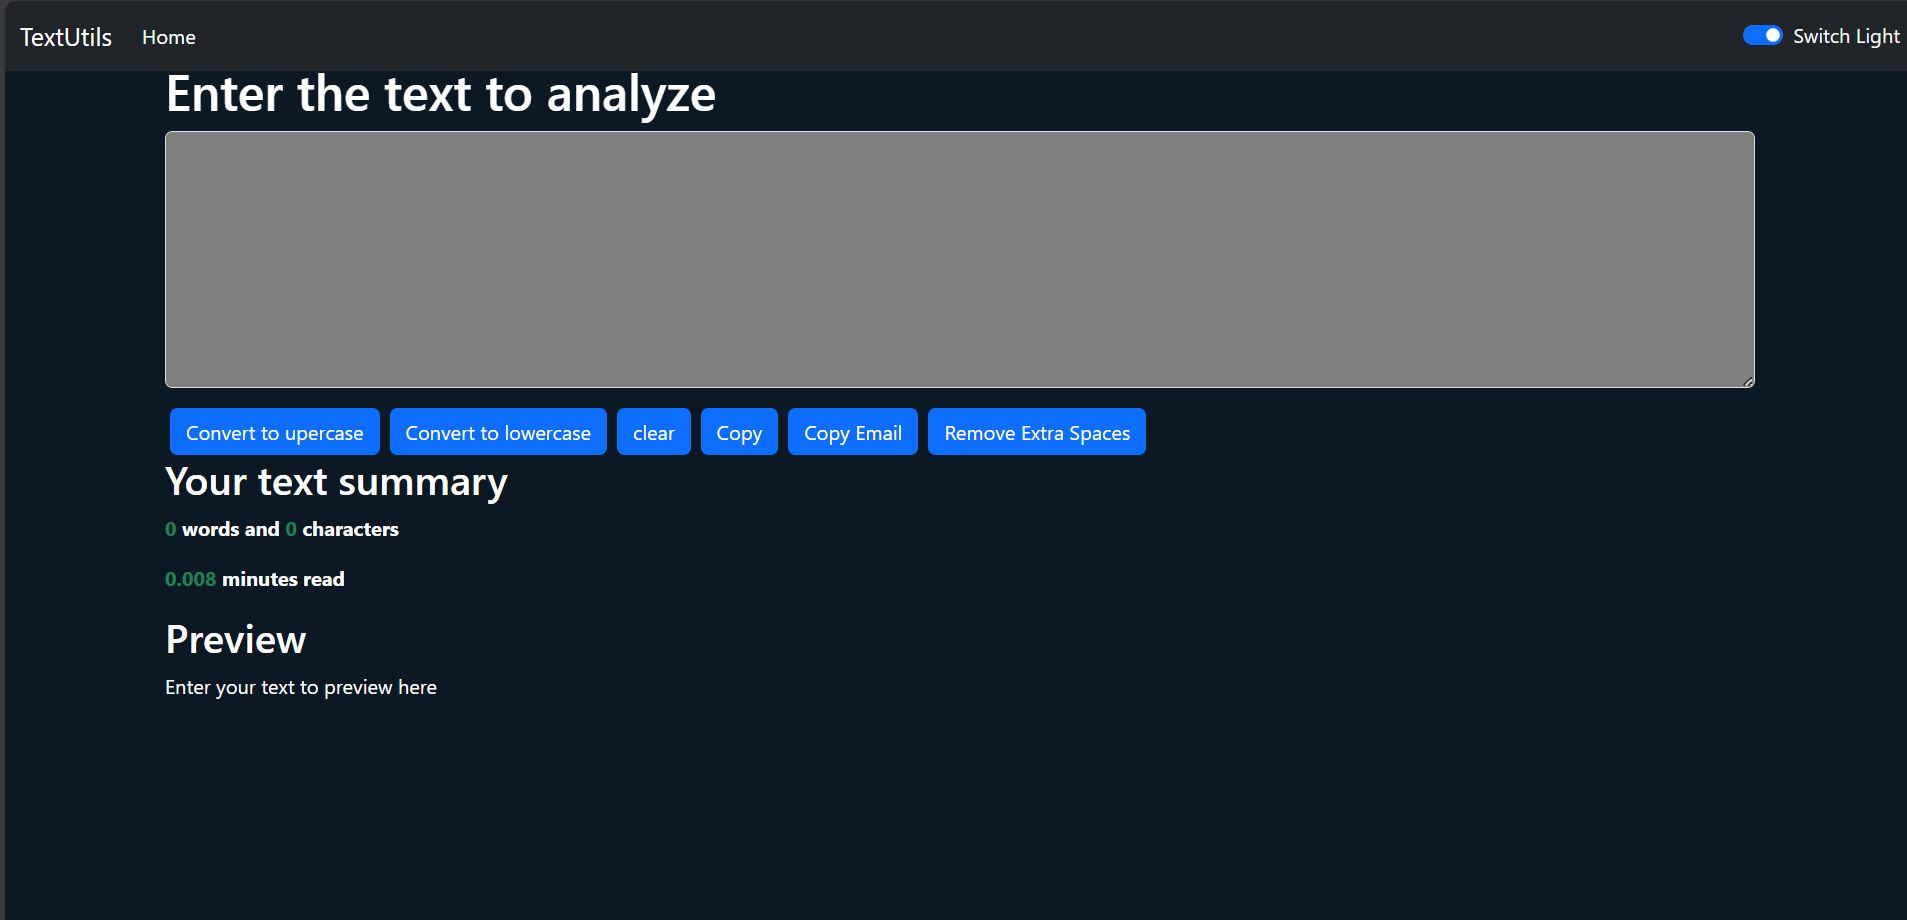 TextUtils Home Switch Light
Enter the text to analyze
Convert to upercase Convert to lowercase clear Copy Copy Email Remove Extra Spaces
Your text summary
0 words and 0 characters
0.008 minutes read
Preview
Enter your text to preview here